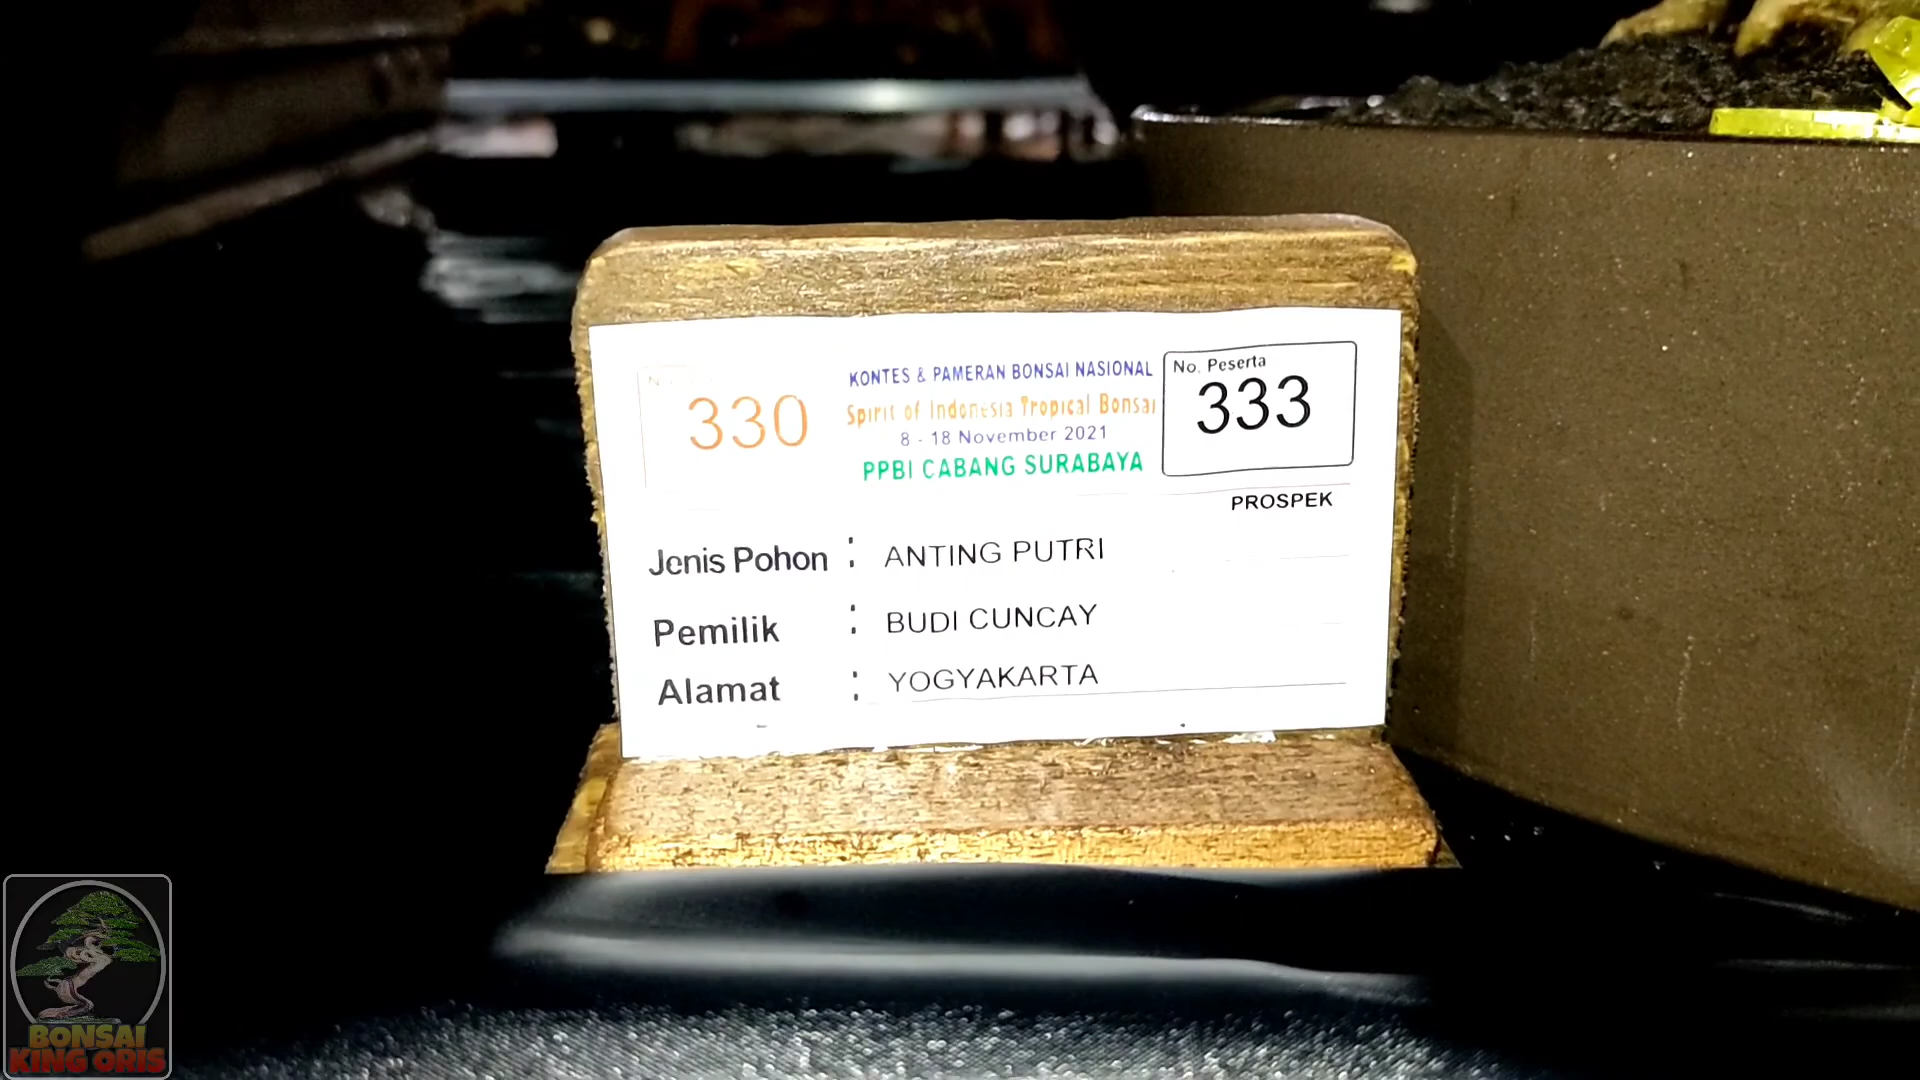 330
KONTES & PAMERAN BONSAI NASIONAL
Spirit of Indonesia Tropical Bonsai
8 - 18 November 2021
PPBI CABANG SURABAYA
No. Peserta
333
PROSPEK
Jenis Pohon : ANTING PUTRI
Pemilik : BUDI CUNCAY
Alamat : YOGYAKARTA
BONSAI
KING ORIS